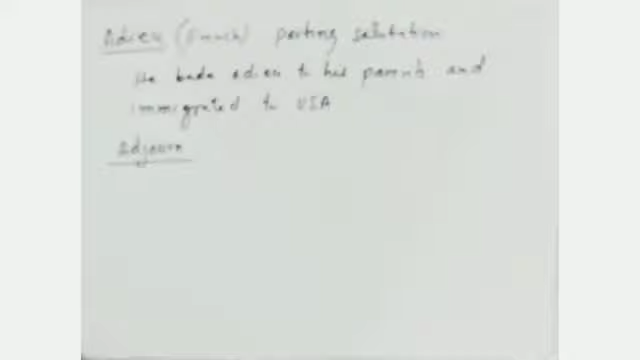 Adieu (French) parting salutation
He bade adieu to his parents and
immigrated to USA
Adjourn